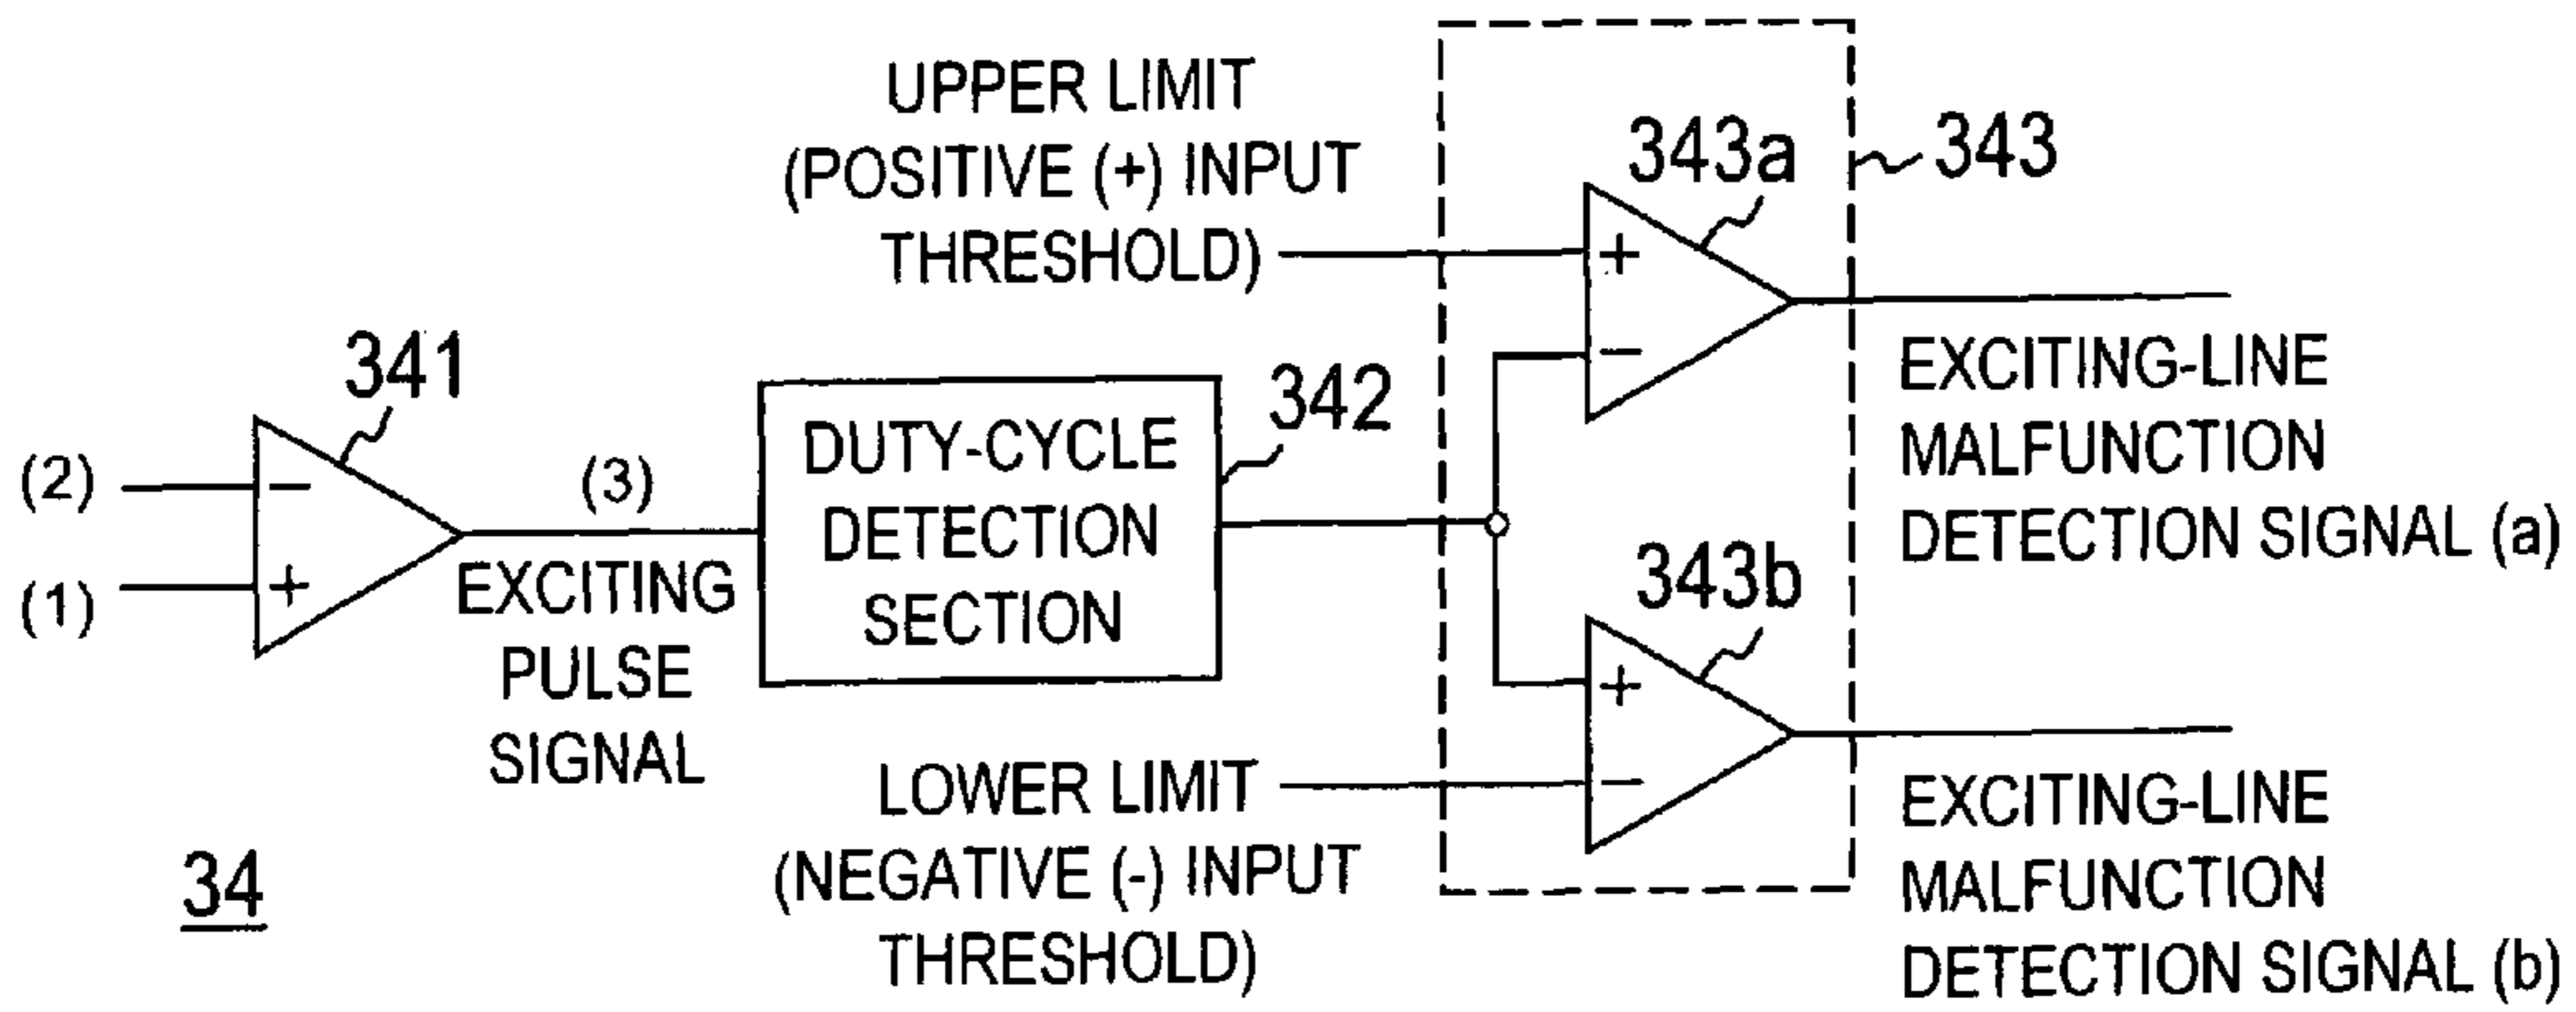 UPPER LIMIT
(POSITIVE (+) INPUT
THRESHOLD)
343a
343
+
−
EXCITING-LINE
MALFUNCTION
DETECTION SIGNAL (a)
341
(2)
−
(1)
+
(3)
EXCITING
PULSE
SIGNAL
342
DUTY-CYCLE
DETECTION
SECTION
343b
+
−
LOWER LIMIT
(NEGATIVE (-) INPUT
THRESHOLD)
EXCITING-LINE
MALFUNCTION
DETECTION SIGNAL (b)
34